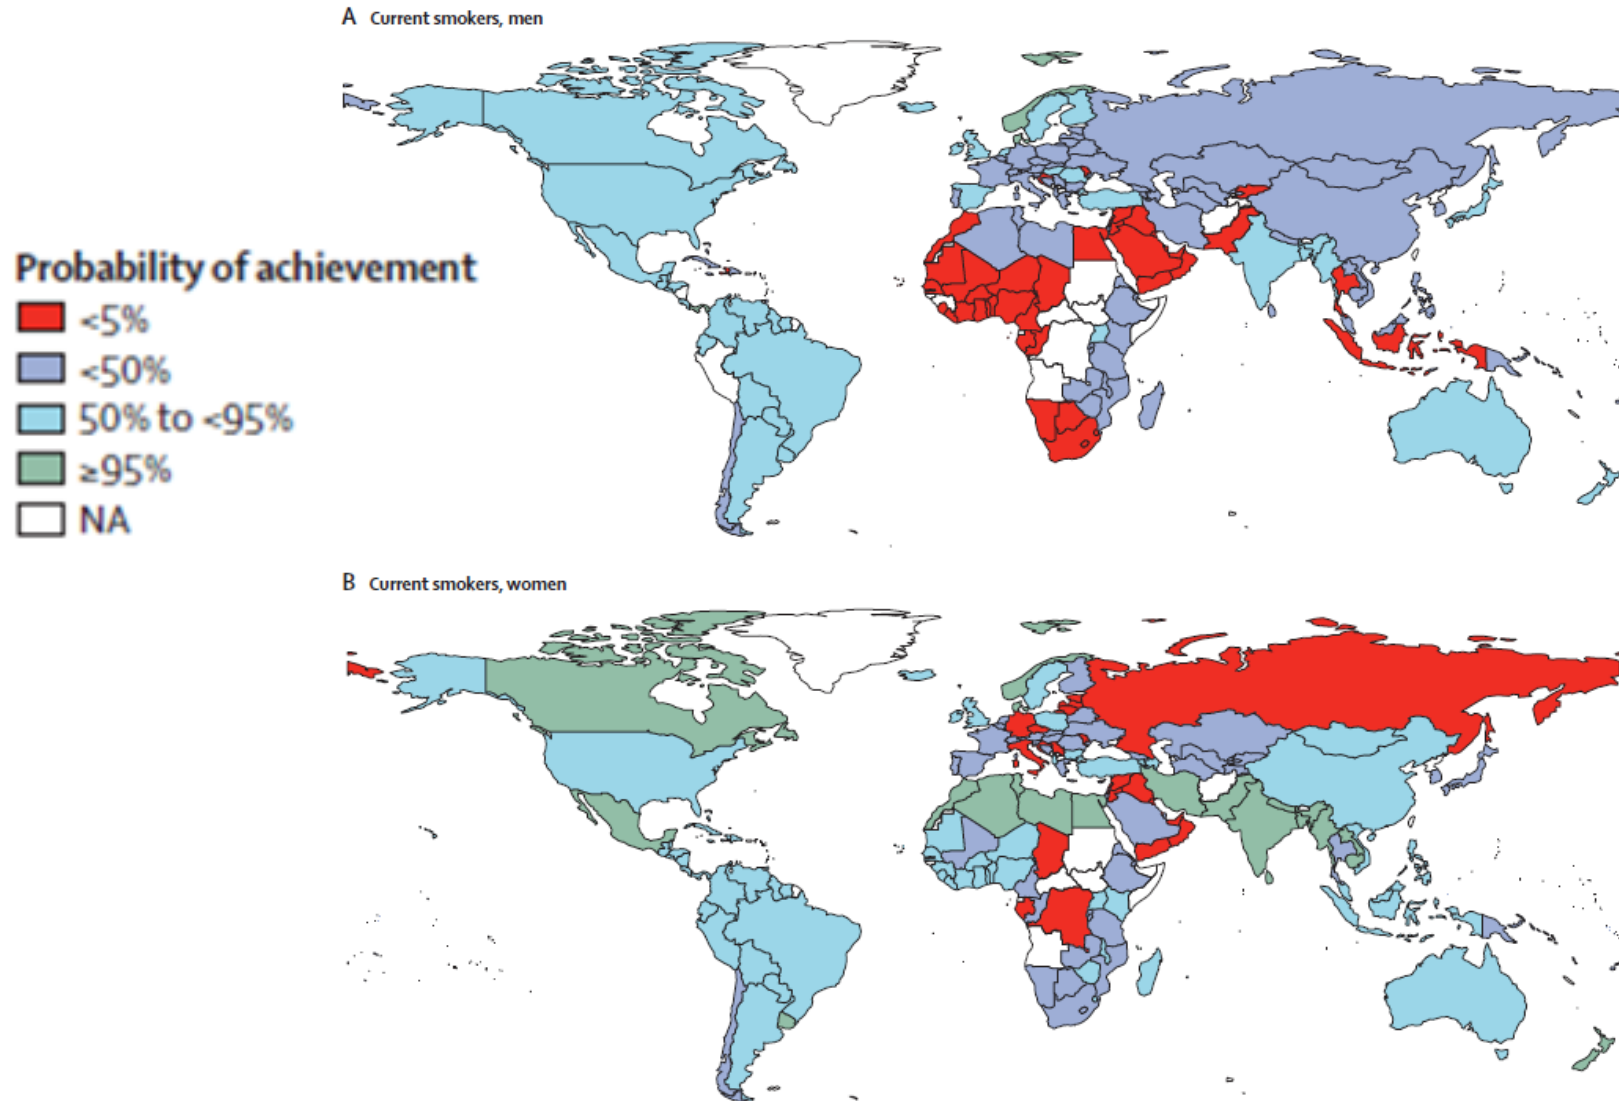 A Current smokers, men
Probability of achievement
<5%
<50%
50% to <95%
≥95%
NA
B Current smokers, women